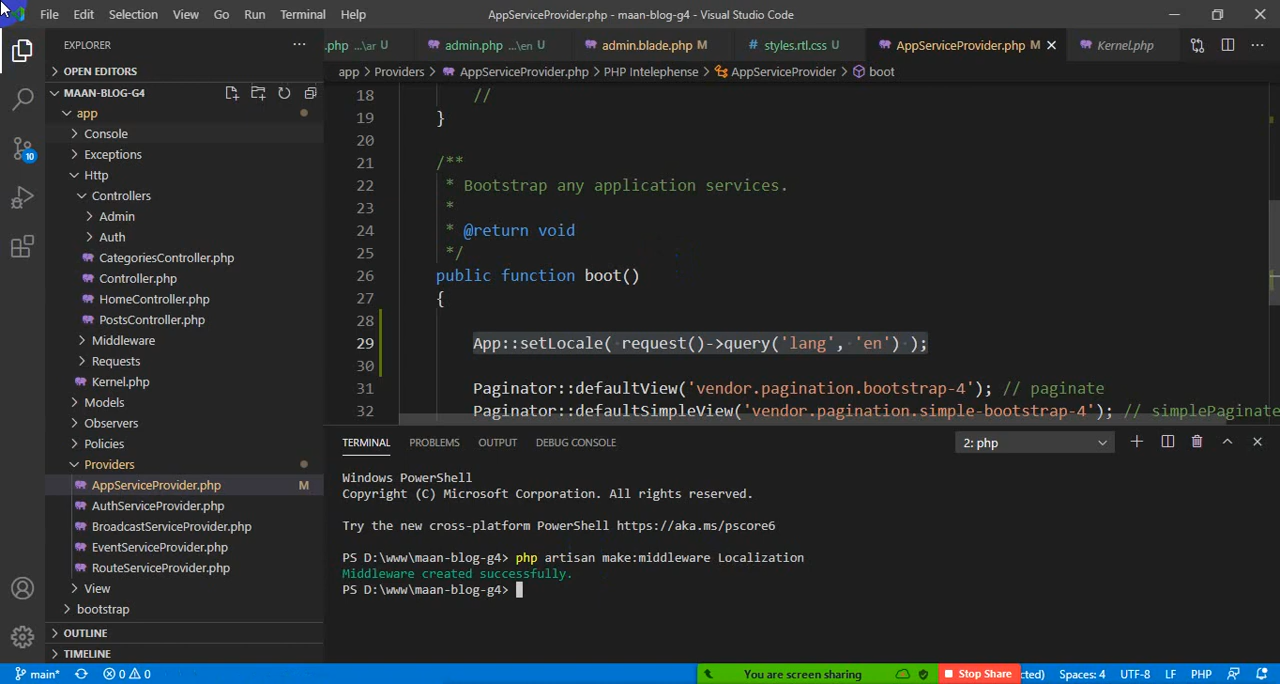 File Edit Selection View Go Run Terminal Help AppServiceProvider.php - maan-blog-g4 - Visual Studio Code
EXPLORER
.php ...\ar admin.php ...\en admin.blade.php M styles.rtl.css U AppServiceProvider.php M Kernel.php
OPEN EDITORS
app > Providers > AppServiceProvider.php > PHP Intelephense > AppServiceProvider > boot
MAAN-BLOG-G4
app
Console
Exceptions
Http
Controllers
Admin
Auth
CategoriesController.php
Controller.php
HomeController.php
PostsController.php
Middleware
Requests
Kernel.php
Models
Observers
Policies
Providers
AppServiceProvider.php M
AuthServiceProvider.php
BroadcastServiceProvider.php
EventServiceProvider.php
RouteServiceProvider.php
View
bootstrap
OUTLINE
TIMELINE
10
18 //
19 }
20
21 /**
22 * Bootstrap any application services.
23 *
24 * @return void
25 */
26 public function boot()
27 {
28
29 App::setLocale( request()->query('lang', 'en') );
30
31 Paginator::defaultView('vendor.pagination.bootstrap-4'); // paginate
32 Paginator::defaultSimpleView('vendor.pagination.simple-bootstrap-4'); // simplePaginate
TERMINAL PROBLEMS OUTPUT DEBUG CONSOLE 2: php
Windows PowerShell
Copyright (C) Microsoft Corporation. All rights reserved.
Try the new cross-platform PowerShell https://aka.ms/pscore6
PS D:\www\maan-blog-g4> php artisan make:middleware Localization
Middleware created successfully.
PS D:\www\maan-blog-g4>
main* 0 0 You are screen sharing Stop Share cted) Spaces: 4 UTF-8 LF PHP